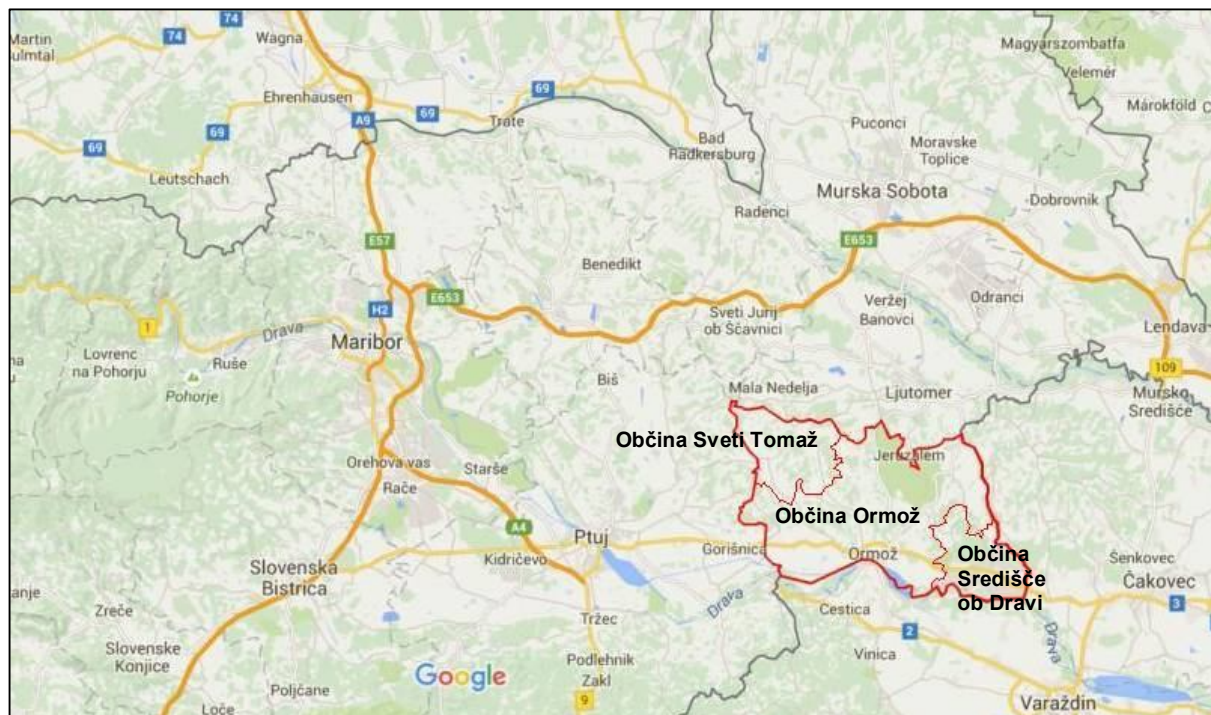 74
74
Martin
ulmtal
Wagna
Magyarszombatfa
Velemér
Ehrenhausen
69
69
Márokföld
A9
Trate
Puconci
69
69
Bad
Radkersburg
Moravske
Toplice
Leutschach
Murska Sobota
Dobrovnik
Radenci
E57
E653
Benedikt
E653
Odranci
H2
Sveti Jurij
ob Ščavnici
Veržej
Banovci
1
Drava
Lendava
Maribor
Lovrenc
na Pohorju
Ruše
109
Pohorje
Biš
Ljutomer
Mala Nedelja
Mursko
Središče
Občina Sveti Tomaž
Jeruzalem
Orehova vas
Starše
Rače
Občina Ormož
A4
Ptuj
Gorišnica
Ormož
Občina
Središče
ob Dravi
Šenkovec
Kidričevo
Slovenska
Bistrica
Čakovec
Zreče
Drava
Cestica
3
Tržec
2
Drava
Slovenske
Konjice
Vinica
Podlehnik
Zakl
Google
Poljčane
9
Varaždin
Loče